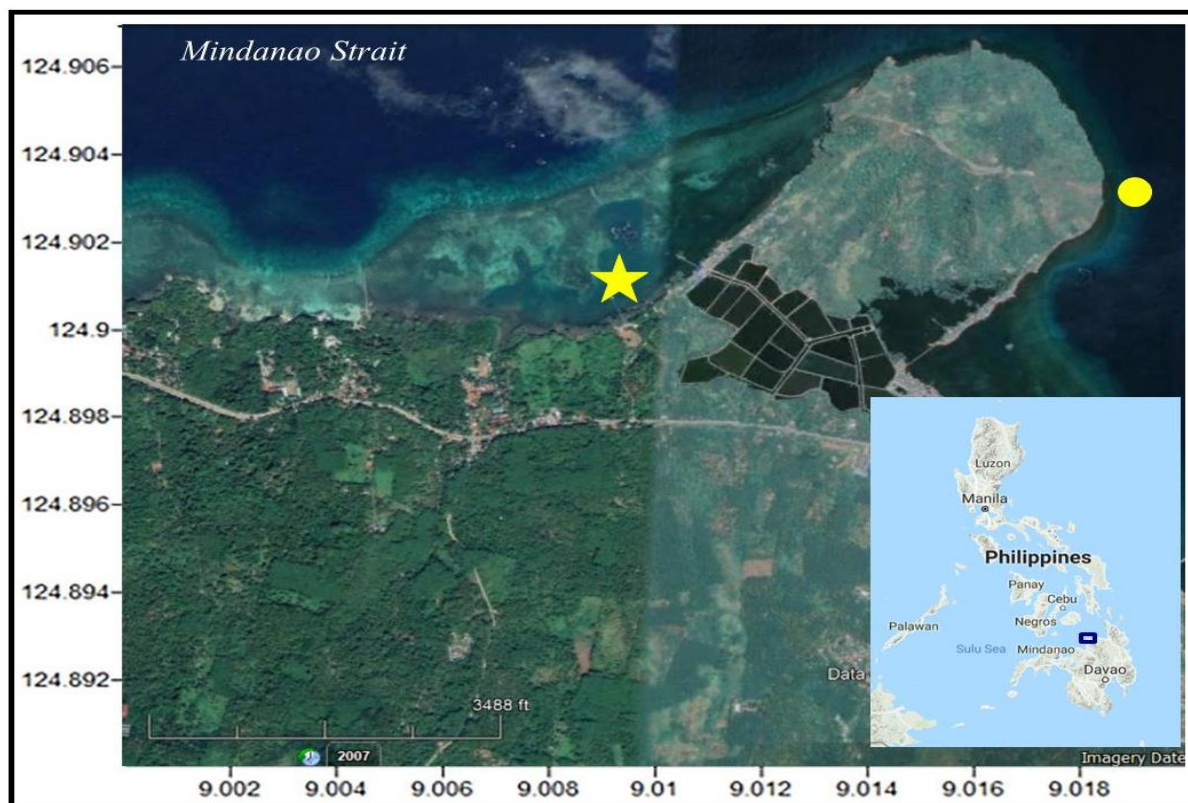 Mindanao Strait
124.906
124.904
124.902
124.9
124.898
124.896
124.894
124.892
Luzon
Manila
Philippines
Panay
Cebu
Negros
Palawan
Sulu Sea
Mindanao
Davao
Data
3488 ft
2007
Imagery Date
9.002
9.004
9.006
9.008
9.01
9.012
9.014
9.016
9.018